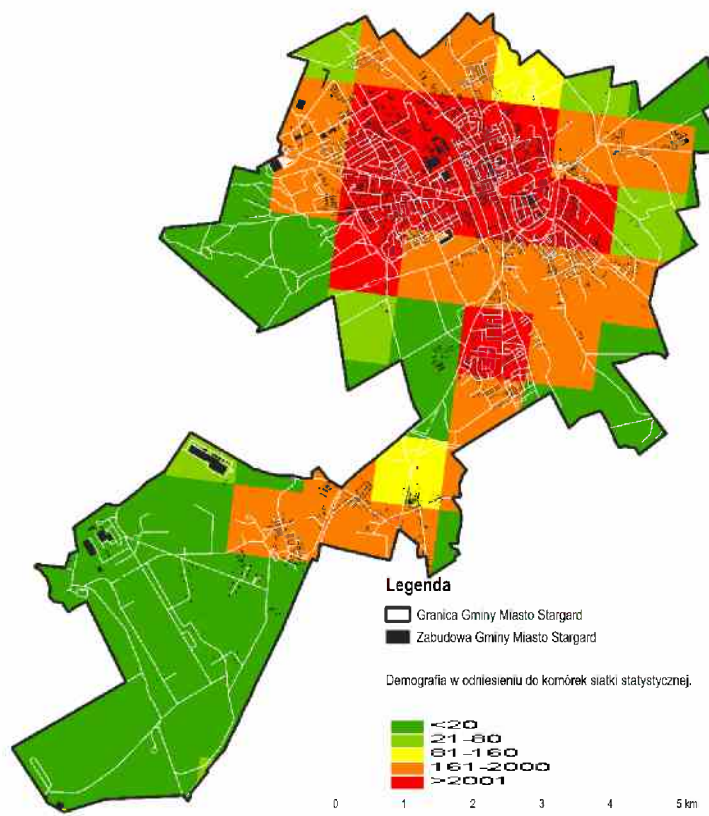 Legenda
Granica Gminy Miasto Stargard
Zabudowa Gminy Miasto Stargard
Demografia w odniesieniu do komórek siatki statystycznej.
<20
21-80
81-160
161-2000
>2001
0 1 2 3 4 5 km